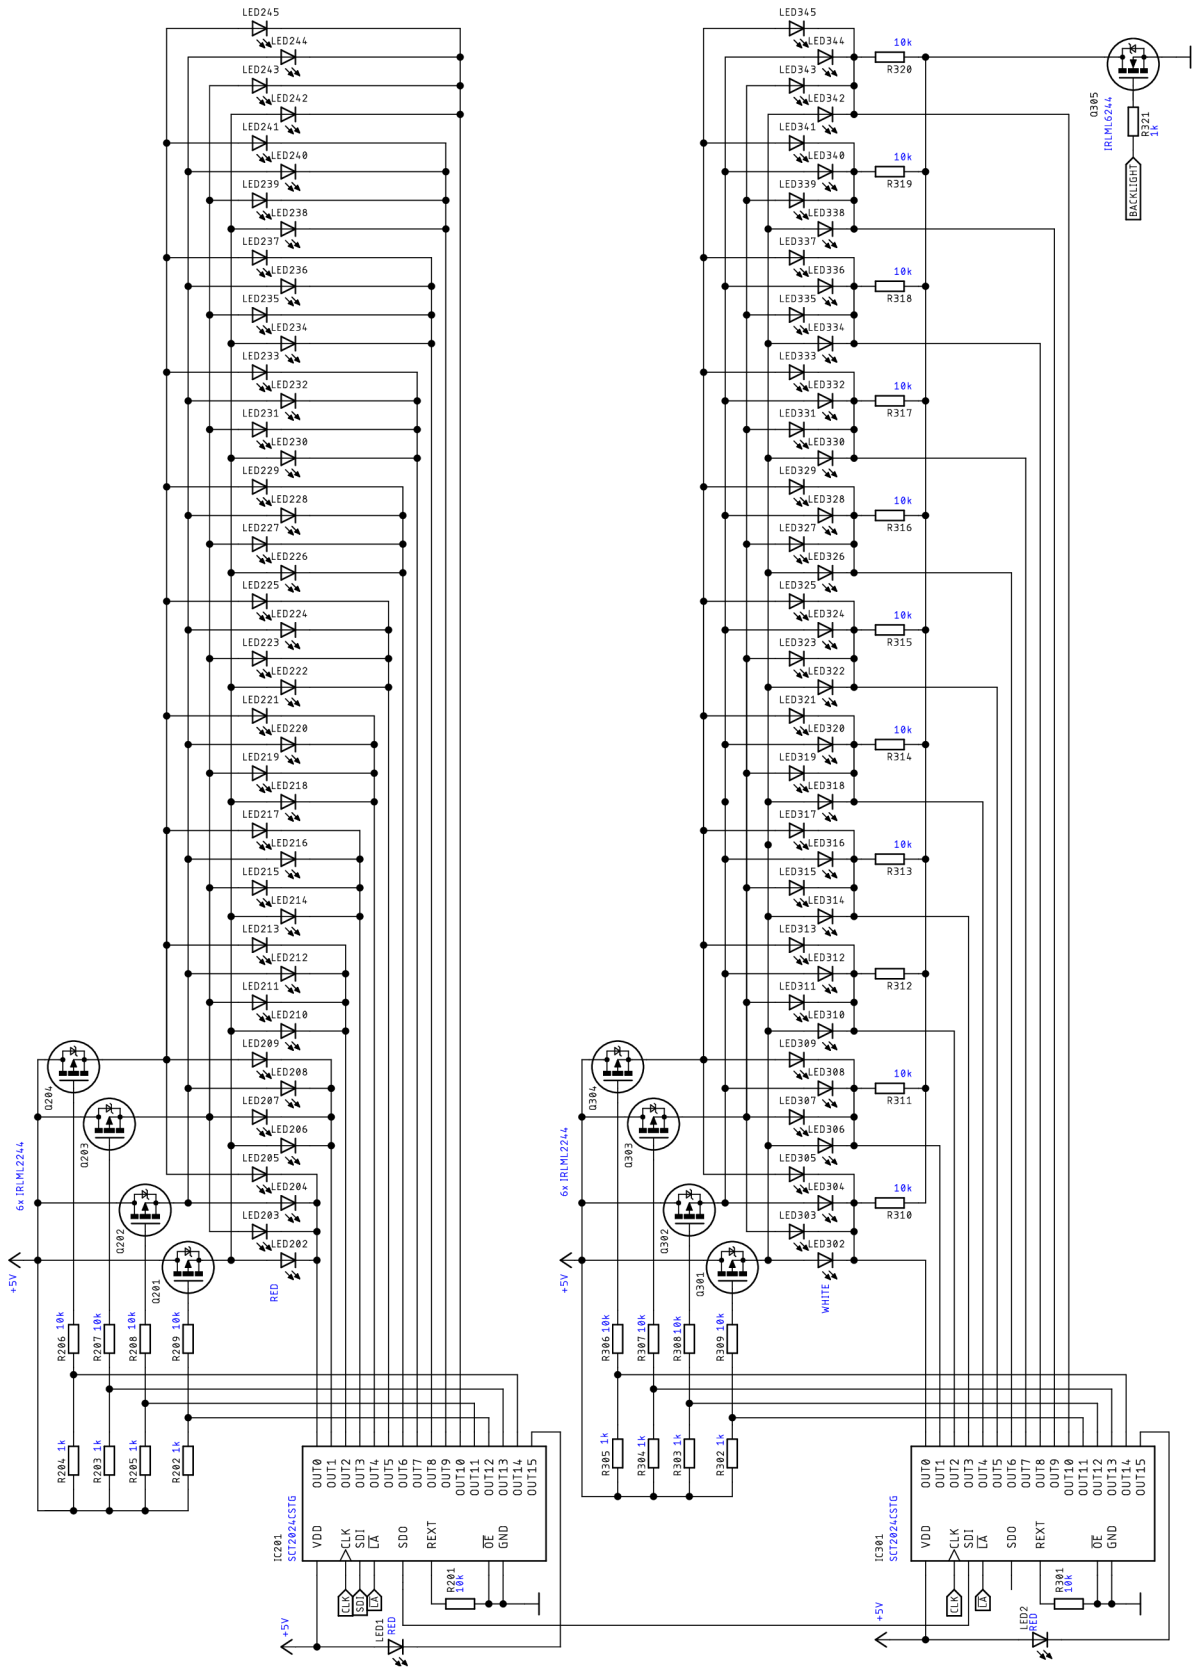 LED245
LED244
LED243
LED242
LED241
LED240
LED239
LED238
LED237
LED236
LED235
LED234
LED233
LED232
LED231
LED230
LED229
LED228
LED227
LED226
LED225
LED224
LED223
LED222
LED221
LED220
LED219
LED218
LED217
LED216
LED215
LED214
LED213
LED212
LED211
LED210
LED209
LED208
LED207
LED206
LED205
LED204
LED203
LED202
RED
Q204
Q203
Q202
Q201
6x IRLML2244
+5V
R206 10k
R207 10k
R208 10k
R209 10k
R204 1k
R203 1k
R205 1k
R202 1k
IC201
SCT2024CSTG
OUT0
OUT1
OUT2
OUT3
OUT4
OUT5
OUT6
OUT7
OUT8
OUT9
OUT10
OUT11
OUT12
OUT13
OUT14
OUT15
VDD
CLK
SDI
LA
SDO
REXT
OE
GND
CLK
SDI
LA
R201
10k
+5V
LED1
RED
LED345
LED344
LED343
LED342
LED341
LED340
LED339
LED338
LED337
LED336
LED335
LED334
LED333
LED332
LED331
LED330
LED329
LED328
LED327
LED326
LED325
LED324
LED323
LED322
LED321
LED320
LED319
LED318
LED317
LED316
LED315
LED314
LED313
LED312
LED311
LED310
LED309
LED308
LED307
LED306
LED305
LED304
LED303
LED302
WHITE
10k
R320
10k
R319
10k
R318
10k
R317
10k
R316
10k
R315
10k
R314
10k
R313
R312
10k
R311
10k
R310
Q305
IRLML6244
R321
1k
BACKLIGHT
Q304
Q303
Q302
Q301
6x IRLML2244
+5V
R306 10k
R307 10k
R308 10k
R309 10k
R305 1k
R304 1k
R303 1k
R302 1k
IC301
SCT2024CSTG
OUT0
OUT1
OUT2
OUT3
OUT4
OUT5
OUT6
OUT7
OUT8
OUT9
OUT10
OUT11
OUT12
OUT13
OUT14
OUT15
VDD
CLK
SDI
LA
SDO
REXT
OE
GND
CLK
LA
R301
10k
+5V
LED2
RED